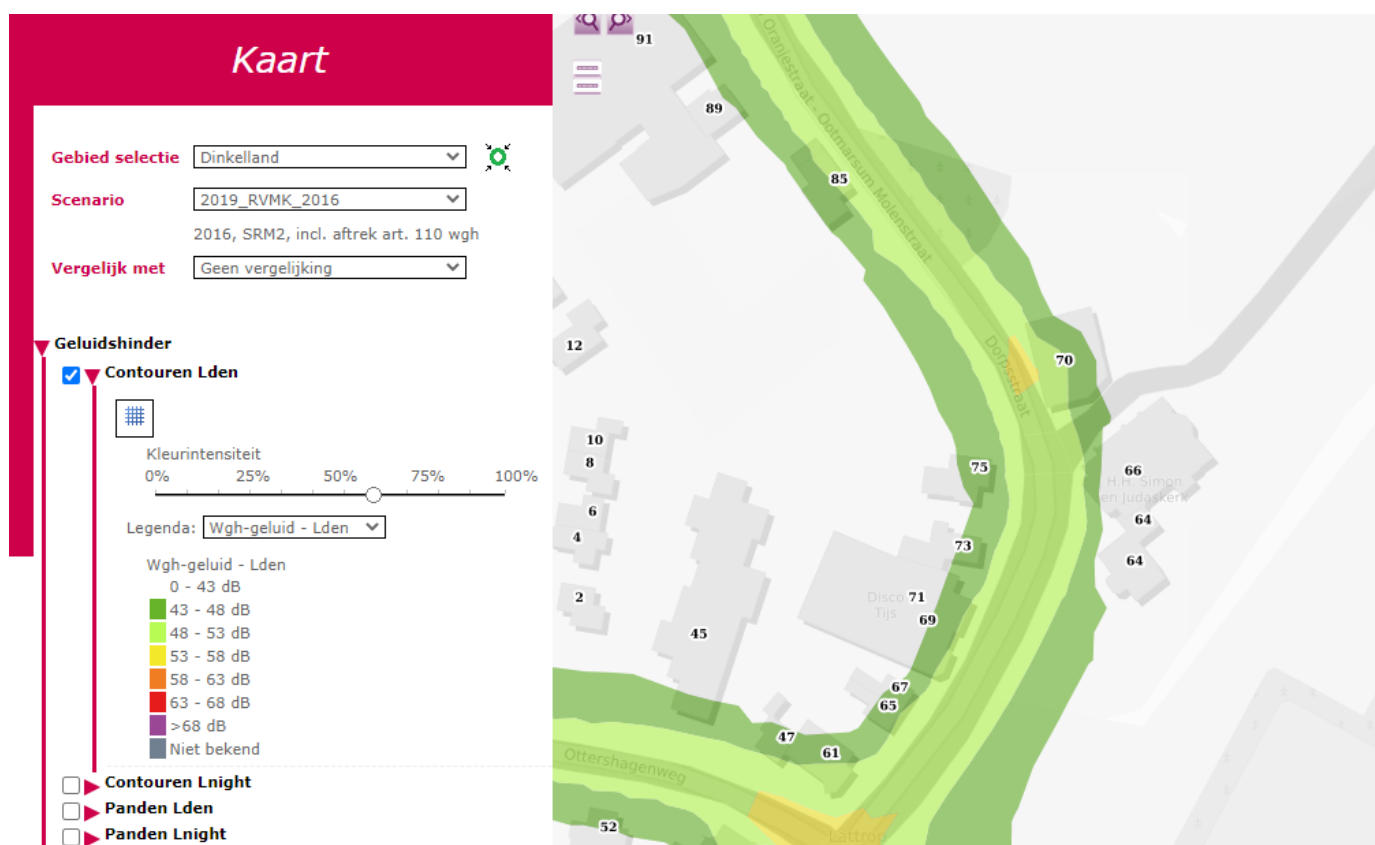 Kaart
Gebied selectie Dinkelland
Scenario 2019_RVMK_2016
2016, SRM2, incl. aftrek art. 110 wgh
Vergelijk met Geen vergelijking
Geluidshinder
Contouren Lden
Kleurintensiteit
0% 25% 50% 75% 100%
Legenda: Wgh-geluid - Lden
Wgh-geluid - Lden
0 - 43 dB
43 - 48 dB
48 - 53 dB
53 - 58 dB
58 - 63 dB
63 - 68 dB
>68 dB
Niet bekend
Contouren Lnight
Panden Lden
Panden Lnight
91
89
Oranjestraat - Ootmarsum Molenstraat
85
12
Dorpsstraat
70
10
8
75
66
H.H. Simon
en Judaskerk
6
64
4
73
64
2
Disco 71
Tijs
69
45
67
65
47
61
Ottershagenweg
52
Lattrop